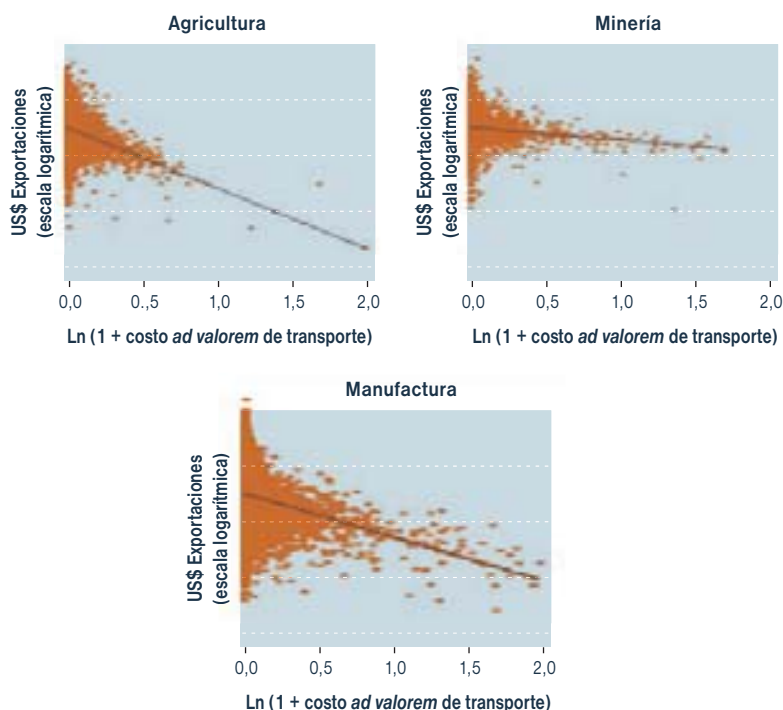 Agricultura
US$ Exportaciones
(escala logarítmica)
0,0 0.,5 1,0 1,5 2,0
Ln (1 + costo ad valorem de transporte)
Minería
US$ Exportaciones
(escala logarítmica)
0,0 0,5 1,0 1,5 2,0
Ln (1 + costo ad valorem de transporte)
Manufactura
US$ Exportaciones
(escala logarítmica)
0,0 0,5 1,0 1,5 2,0
Ln (1 + costo ad valorem de transporte)